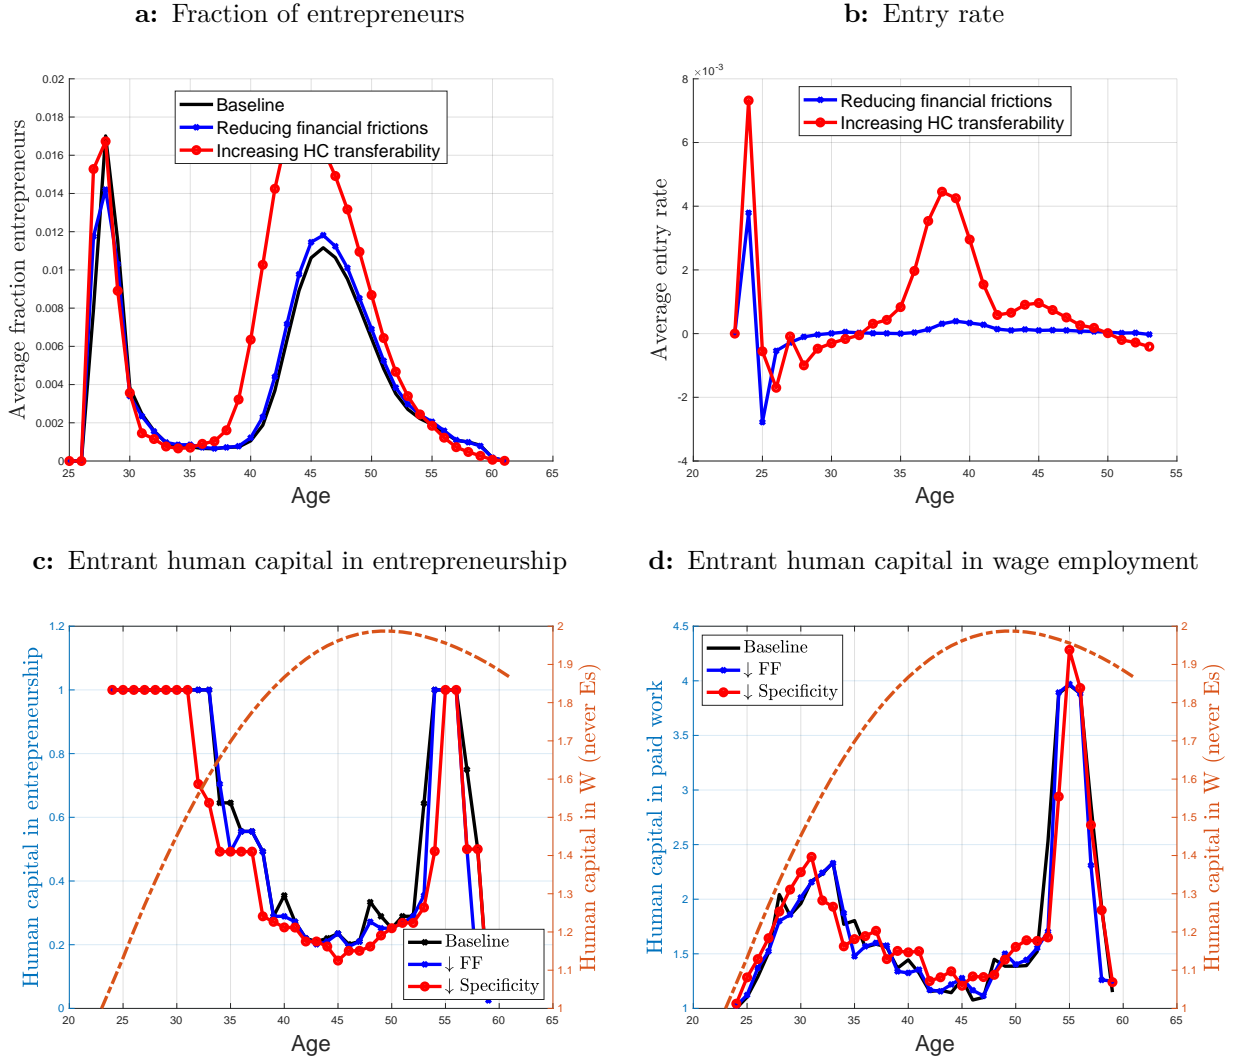 a: Fraction of entrepreneurs
0.02
0.018
0.016
0.014
0.012
0.01
0.008
0.006
0.004
0.002
0
Average fraction entrepreneurs
Baseline
Reducing financial frictions
Increasing HC transferability
25 30 35 40 45 50 55 60 65
Age
b: Entry rate
×10⁻³
8
6
4
2
0
-2
-4
Average entry rate
Reducing financial frictions
Increasing HC transferability
20 25 30 35 40 45 50 55
Age
c: Entrant human capital in entrepreneurship
1.2
1
0.8
0.6
0.4
0.2
0
Human capital in entrepreneurship
2
1.9
1.8
1.7
1.6
1.5
1.4
1.3
1.2
1.1
1
Human capital in W (never Es)
Baseline
↓ FF
↓ Specificity
20 25 30 35 40 45 50 55 60 65
Age
d: Entrant human capital in wage employment
4.5
4
3.5
3
2.5
2
1.5
1
Human capital in paid work
2
1.9
1.8
1.7
1.6
1.5
1.4
1.3
1.2
1.1
1
Human capital in W (never Es)
Baseline
↓ FF
↓ Specificity
20 25 30 35 40 45 50 55 60 65
Age